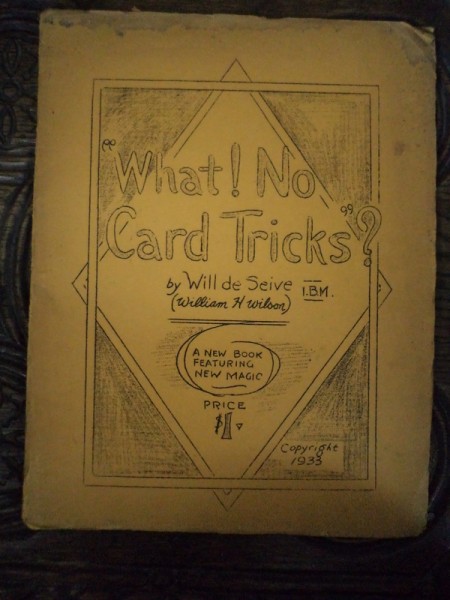 "What! No
Card Tricks"?
by Will de Seive I.B.M.
(William H Wilson)
A NEW BOOK
FEATURING
NEW MAGIC
PRICE
$1
Copyright
1933